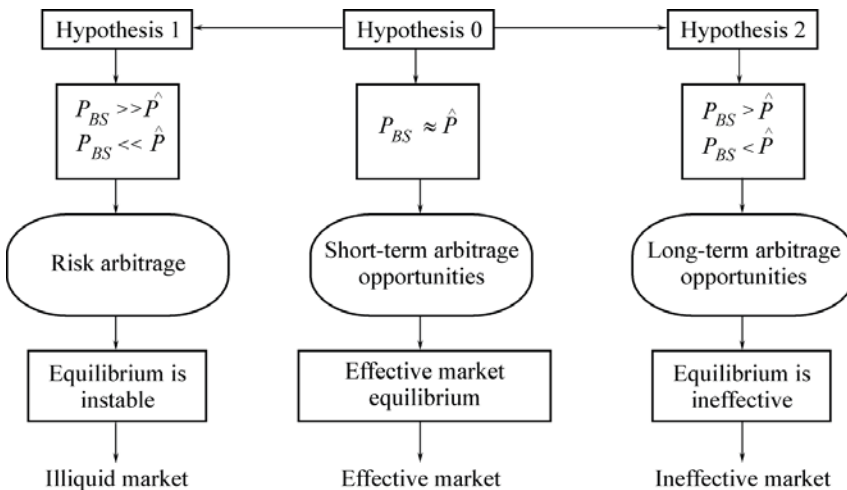 Hypothesis 1
Hypothesis 0
Hypothesis 2
P_BS >> P̂
P_BS << P̂
P_BS ≈ P̂
P_BS > P̂
P_BS < P̂
Risk arbitrage
Short-term arbitrage
opportunities
Long-term arbitrage
opportunities
Equilibrium is
instable
Effective market
equilibrium
Equilibrium is
ineffective
Illiquid market
Effective market
Ineffective market